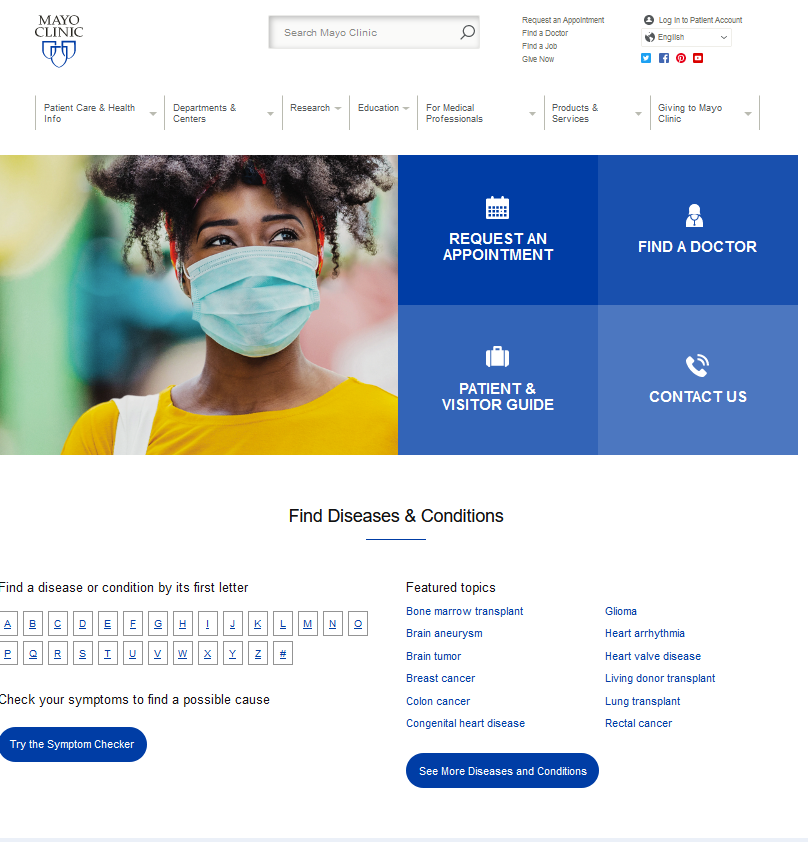 MAYO
CLINIC
Search Mayo Clinic
Request an Appointment
Find a Doctor
Find a Job
Give Now
Log in to Patient Account
English
Patient Care & Health
Info
Departments &
Centers
Research
Education
For Medical
Professionals
Products &
Services
Giving to Mayo
Clinic
REQUEST AN
APPOINTMENT
FIND A DOCTOR
PATIENT &
VISITOR GUIDE
CONTACT US
Find Diseases & Conditions
Find a disease or condition by its first letter
A B C D E F G H I J K L M N O
P Q R S T U V W X Y Z #
Check your symptoms to find a possible cause
Try the Symptom Checker
Featured topics
Bone marrow transplant
Brain aneurysm
Brain tumor
Breast cancer
Colon cancer
Congenital heart disease
Glioma
Heart arrhythmia
Heart valve disease
Living donor transplant
Lung transplant
Rectal cancer
See More Diseases and Conditions